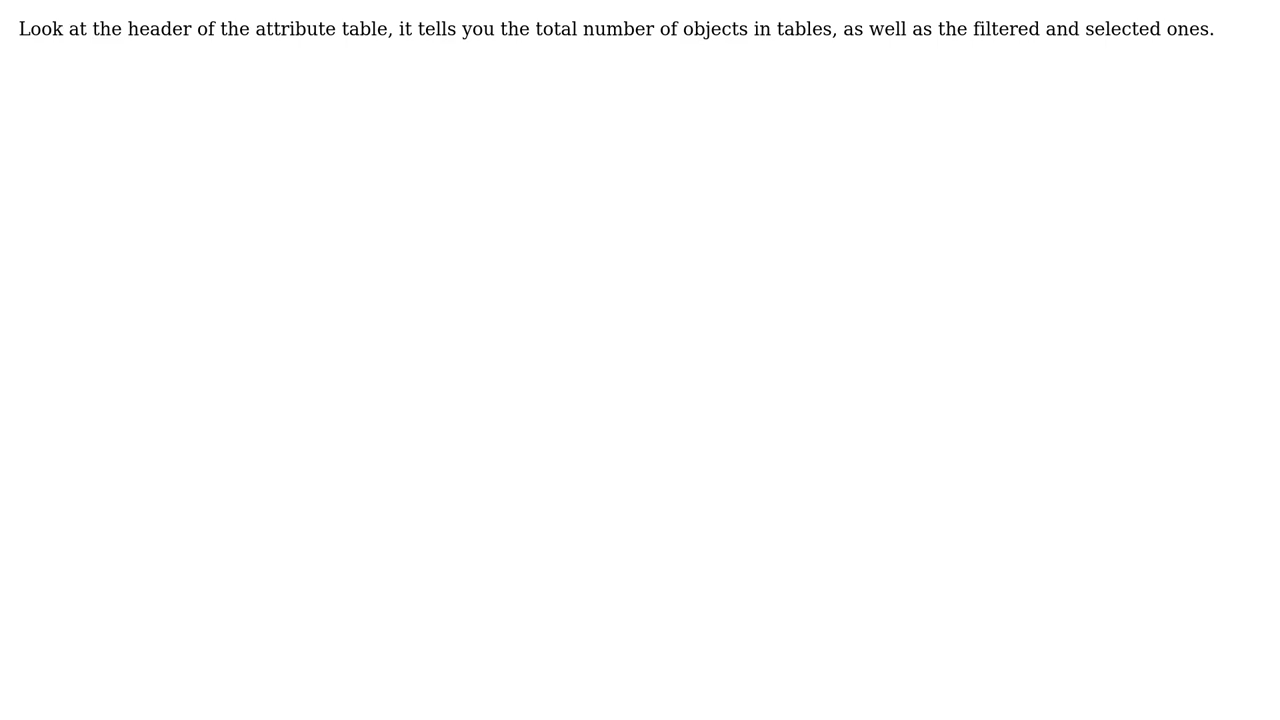 Look at the header of the attribute table, it tells you the total number of objects in tables, as well as the filtered and selected ones.